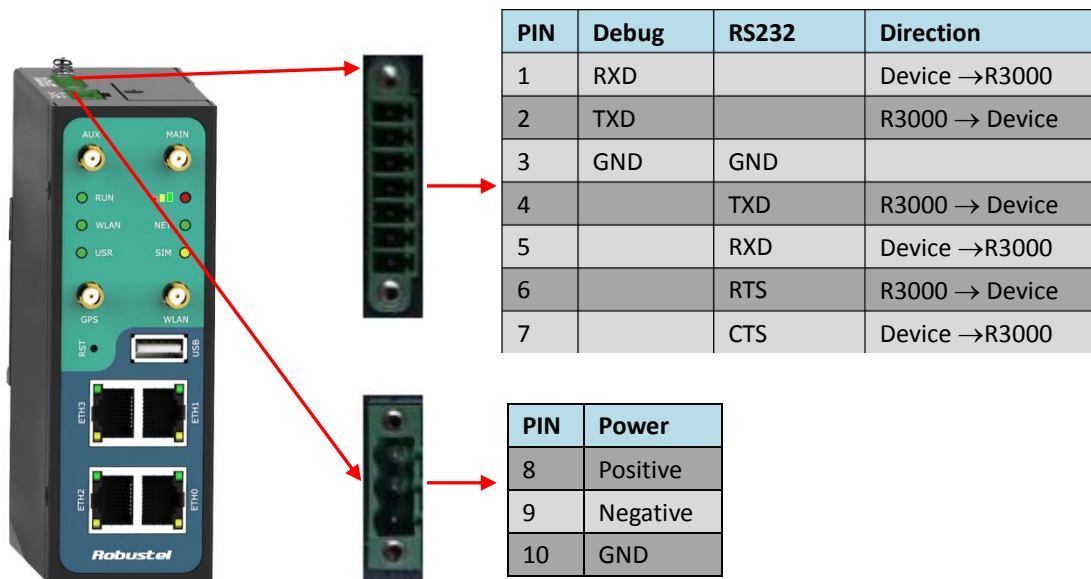 PIN Debug RS232 Direction
1 RXD Device →R3000
2 TXD R3000 → Device
3 GND GND
4 TXD R3000 → Device
5 RXD Device →R3000
6 RTS R3000 → Device
7 CTS Device →R3000
AUX MAIN
RUN
WLAN NET
USR SIM
GPS WLAN
RST USB
ETH3 ETH1
ETH2 ETH0
Robustel
PIN Power
8 Positive
9 Negative
10 GND